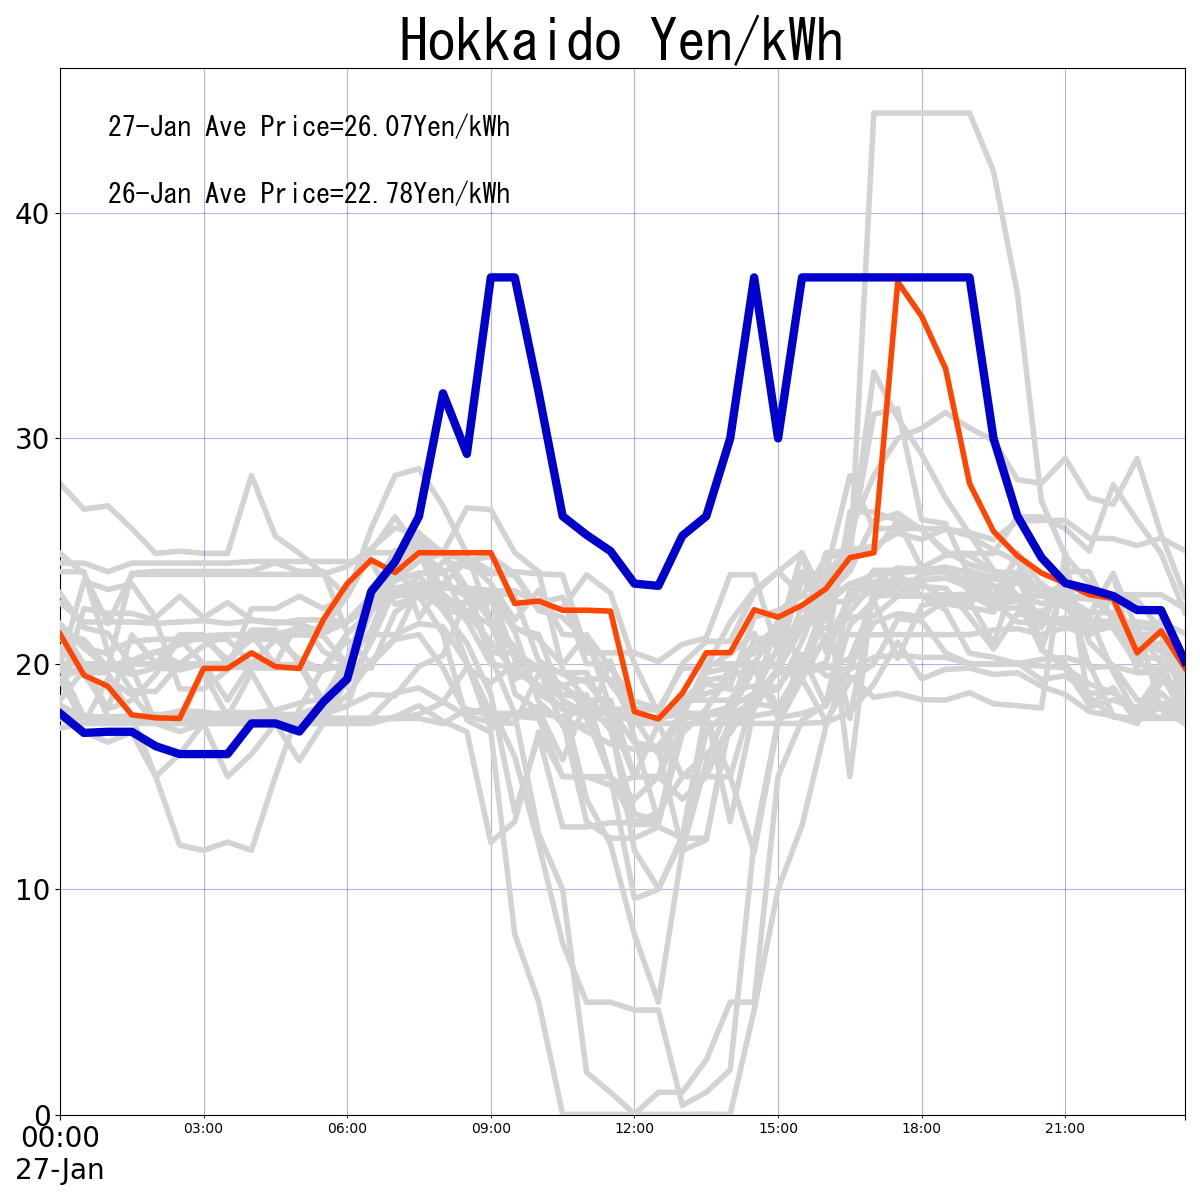 Hokkaido Yen/kWh
27-Jan Ave Price=26.07Yen/kWh
26-Jan Ave Price=22.78Yen/kWh
40
30
20
10
0
00:00 03:00 06:00 09:00 12:00 15:00 18:00 21:00
27-Jan